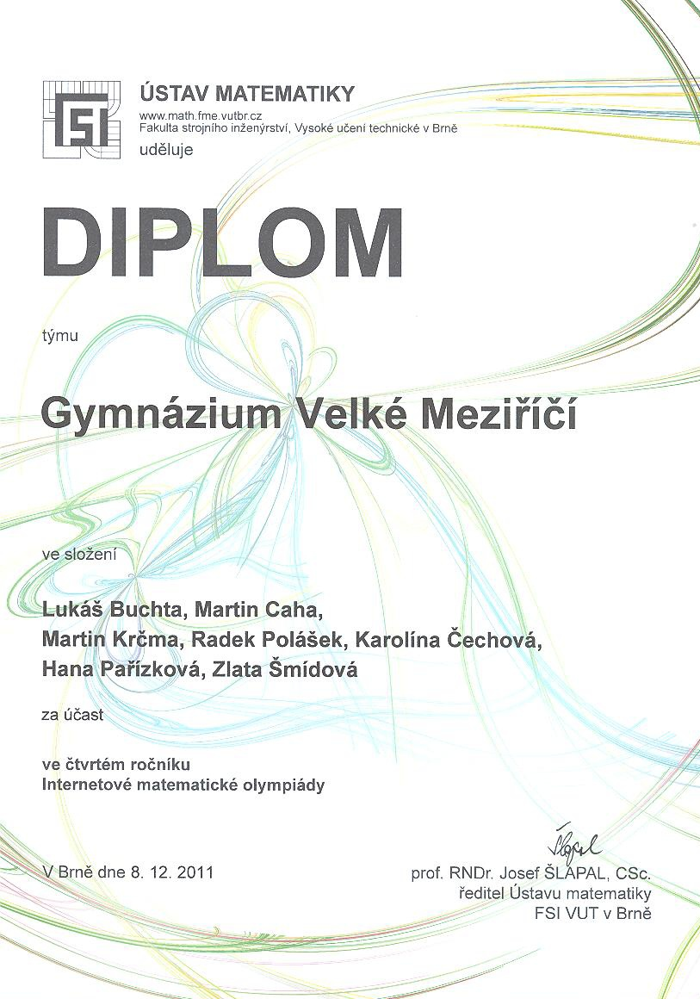 FSI
ÚSTAV MATEMATIKY
www.math.fme.vutbr.cz
Fakulta strojního inženýrství, Vysoké učení technické v Brně
uděluje
DIPLOM
týmu
Gymnázium Velké Meziříčí
ve složení
Lukáš Buchta, Martin Caha,
Martin Krčma, Radek Polášek, Karolína Čechová,
Hana Pařízková, Zlata Šmídová
za účast
ve čtvrtém ročníku
Internetové matematické olympiády
V Brně dne 8. 12. 2011
Šlapal
prof. RNDr. Josef ŠLAPAL, CSc.
ředitel Ústavu matematiky
FSI VUT v Brně